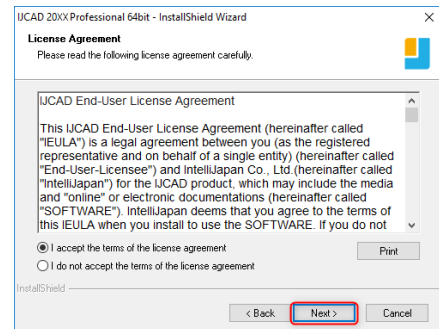 IJCAD 20XX Professional 64bit - InstallShield Wizard
License Agreement
Please read the following license agreement carefully.
IJCAD End-User License Agreement
This IJCAD End-User License Agreement (hereinafter called
"IEULA") is a legal agreement between you (as the registered
representative and on behalf of a single entity) (hereinafter called
"End-User-Licensee") and IntelliJapan Co., Ltd.(hereinafter called
"IntelliJapan") for the IJCAD product, which may include the media
and "online" or electronic documentations (hereinafter called
"SOFTWARE"). IntelliJapan deems that you agree to the terms of
this IEULA when you install to use the SOFTWARE. If you do not
I accept the terms of the license agreement
Print
I do not accept the terms of the license agreement
InstallShield
< Back
Next >
Cancel